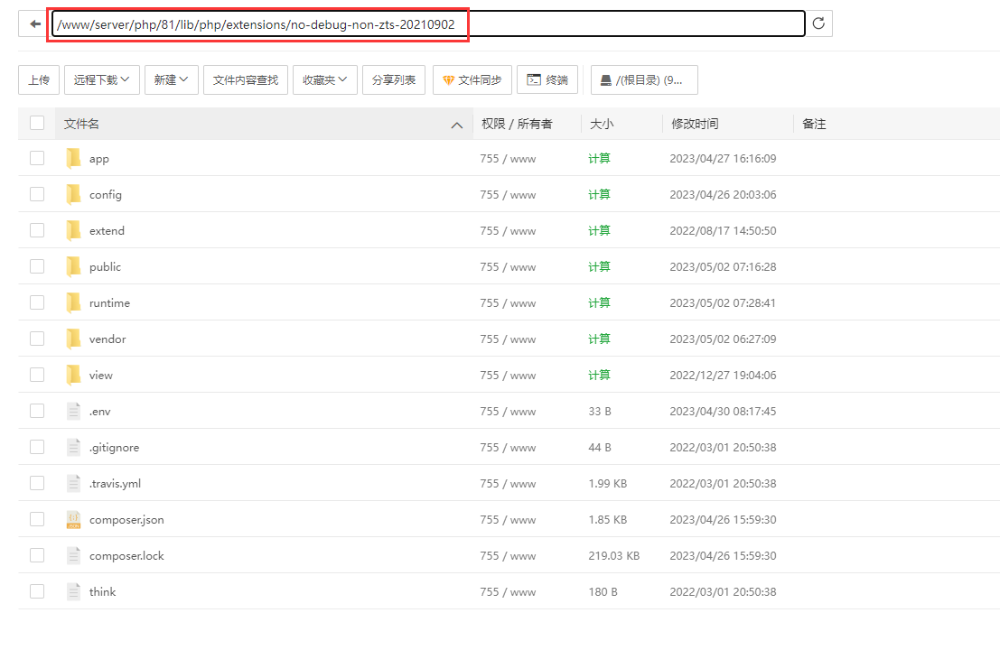 /www/server/php/81/lib/php/extensions/no-debug-non-zts-20210902
上传 远程下载 新建 文件内容查找 收藏夹 分享列表 文件同步 终端 /(根目录) (9...
文件名 权限 / 所有者 大小 修改时间 备注
app 755 / www 计算 2023/04/27 16:16:09
config 755 / www 计算 2023/04/26 20:03:06
extend 755 / www 计算 2022/08/17 14:50:50
public 755 / www 计算 2023/05/02 07:16:28
runtime 755 / www 计算 2023/05/02 07:28:41
vendor 755 / www 计算 2023/05/02 06:27:09
view 755 / www 计算 2022/12/27 19:04:06
.env 755 / www 33 B 2023/04/30 08:17:45
.gitignore 755 / www 44 B 2022/03/01 20:50:38
.travis.yml 755 / www 1.99 KB 2022/03/01 20:50:38
composer.json 755 / www 1.85 KB 2023/04/26 15:59:30
composer.lock 755 / www 219.03 KB 2023/04/26 15:59:30
think 755 / www 180 B 2022/03/01 20:50:38